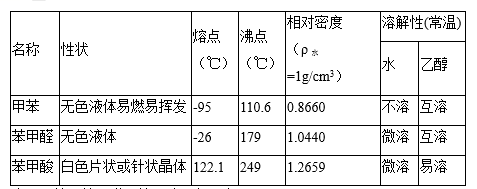 名称 性状 熔点（℃） 沸点（℃） 相对密度（ρ水=1g/cm³） 溶解性(常温)
水 乙醇
甲苯 无色液体易燃易挥发 -95 110.6 0.8660 不溶 互溶
苯甲醛 无色液体 -26 179 1.0440 微溶 互溶
苯甲酸 白色片状或针状晶体 122.1 249 1.2659 微溶 易溶